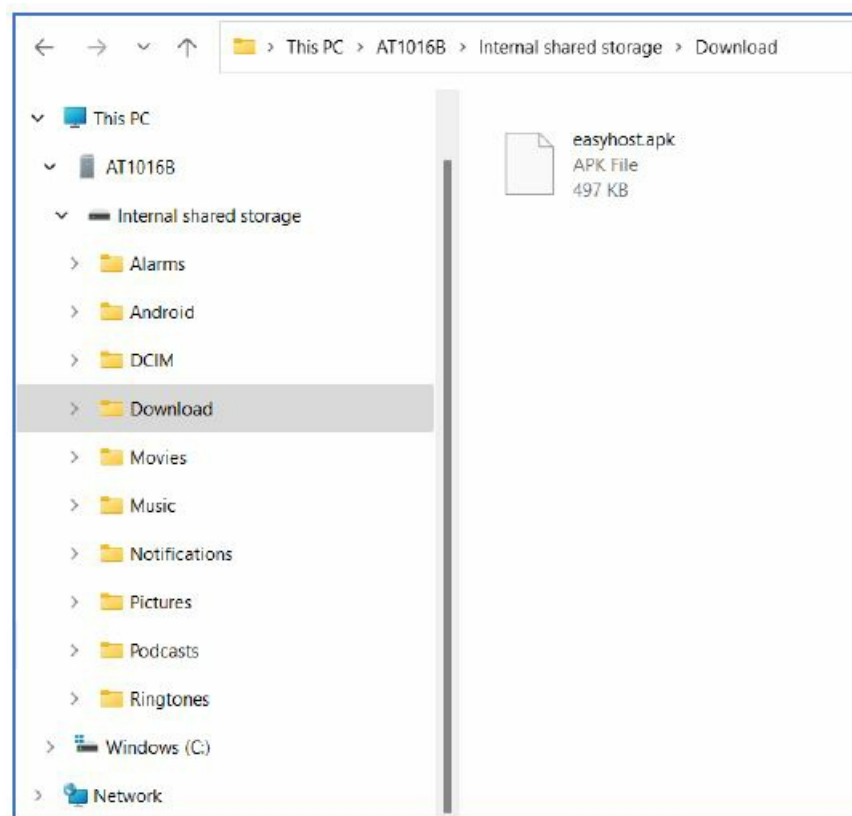 This PC > AT1016B > Internal shared storage > Download
This PC
AT1016B
Internal shared storage
Alarms
Android
DCIM
Download
Movies
Music
Notifications
Pictures
Podcasts
Ringtones
Windows (C:)
Network
easyhost.apk
APK File
497 KB